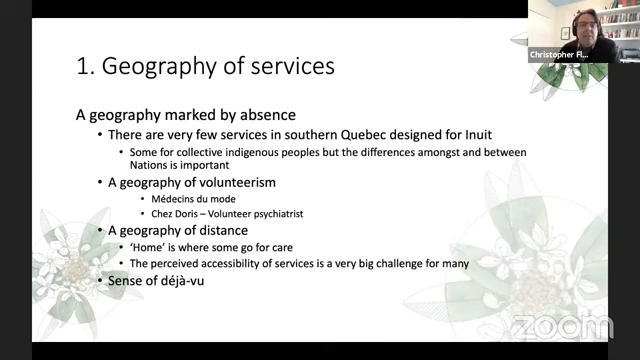 Christopher Fl...
1. Geography of services
A geography marked by absence
• There are very few services in southern Quebec designed for Inuit
• Some for collective indigenous peoples but the differences amongst and between
Nations is important
• A geography of volunteerism
• Médecins du mode
• Chez Doris – Volunteer psychiatrist
• A geography of distance
• ‘Home’ is where some go for care
• The perceived accessibility of services is a very big challenge for many
• Sense of déjà-vu
zoom